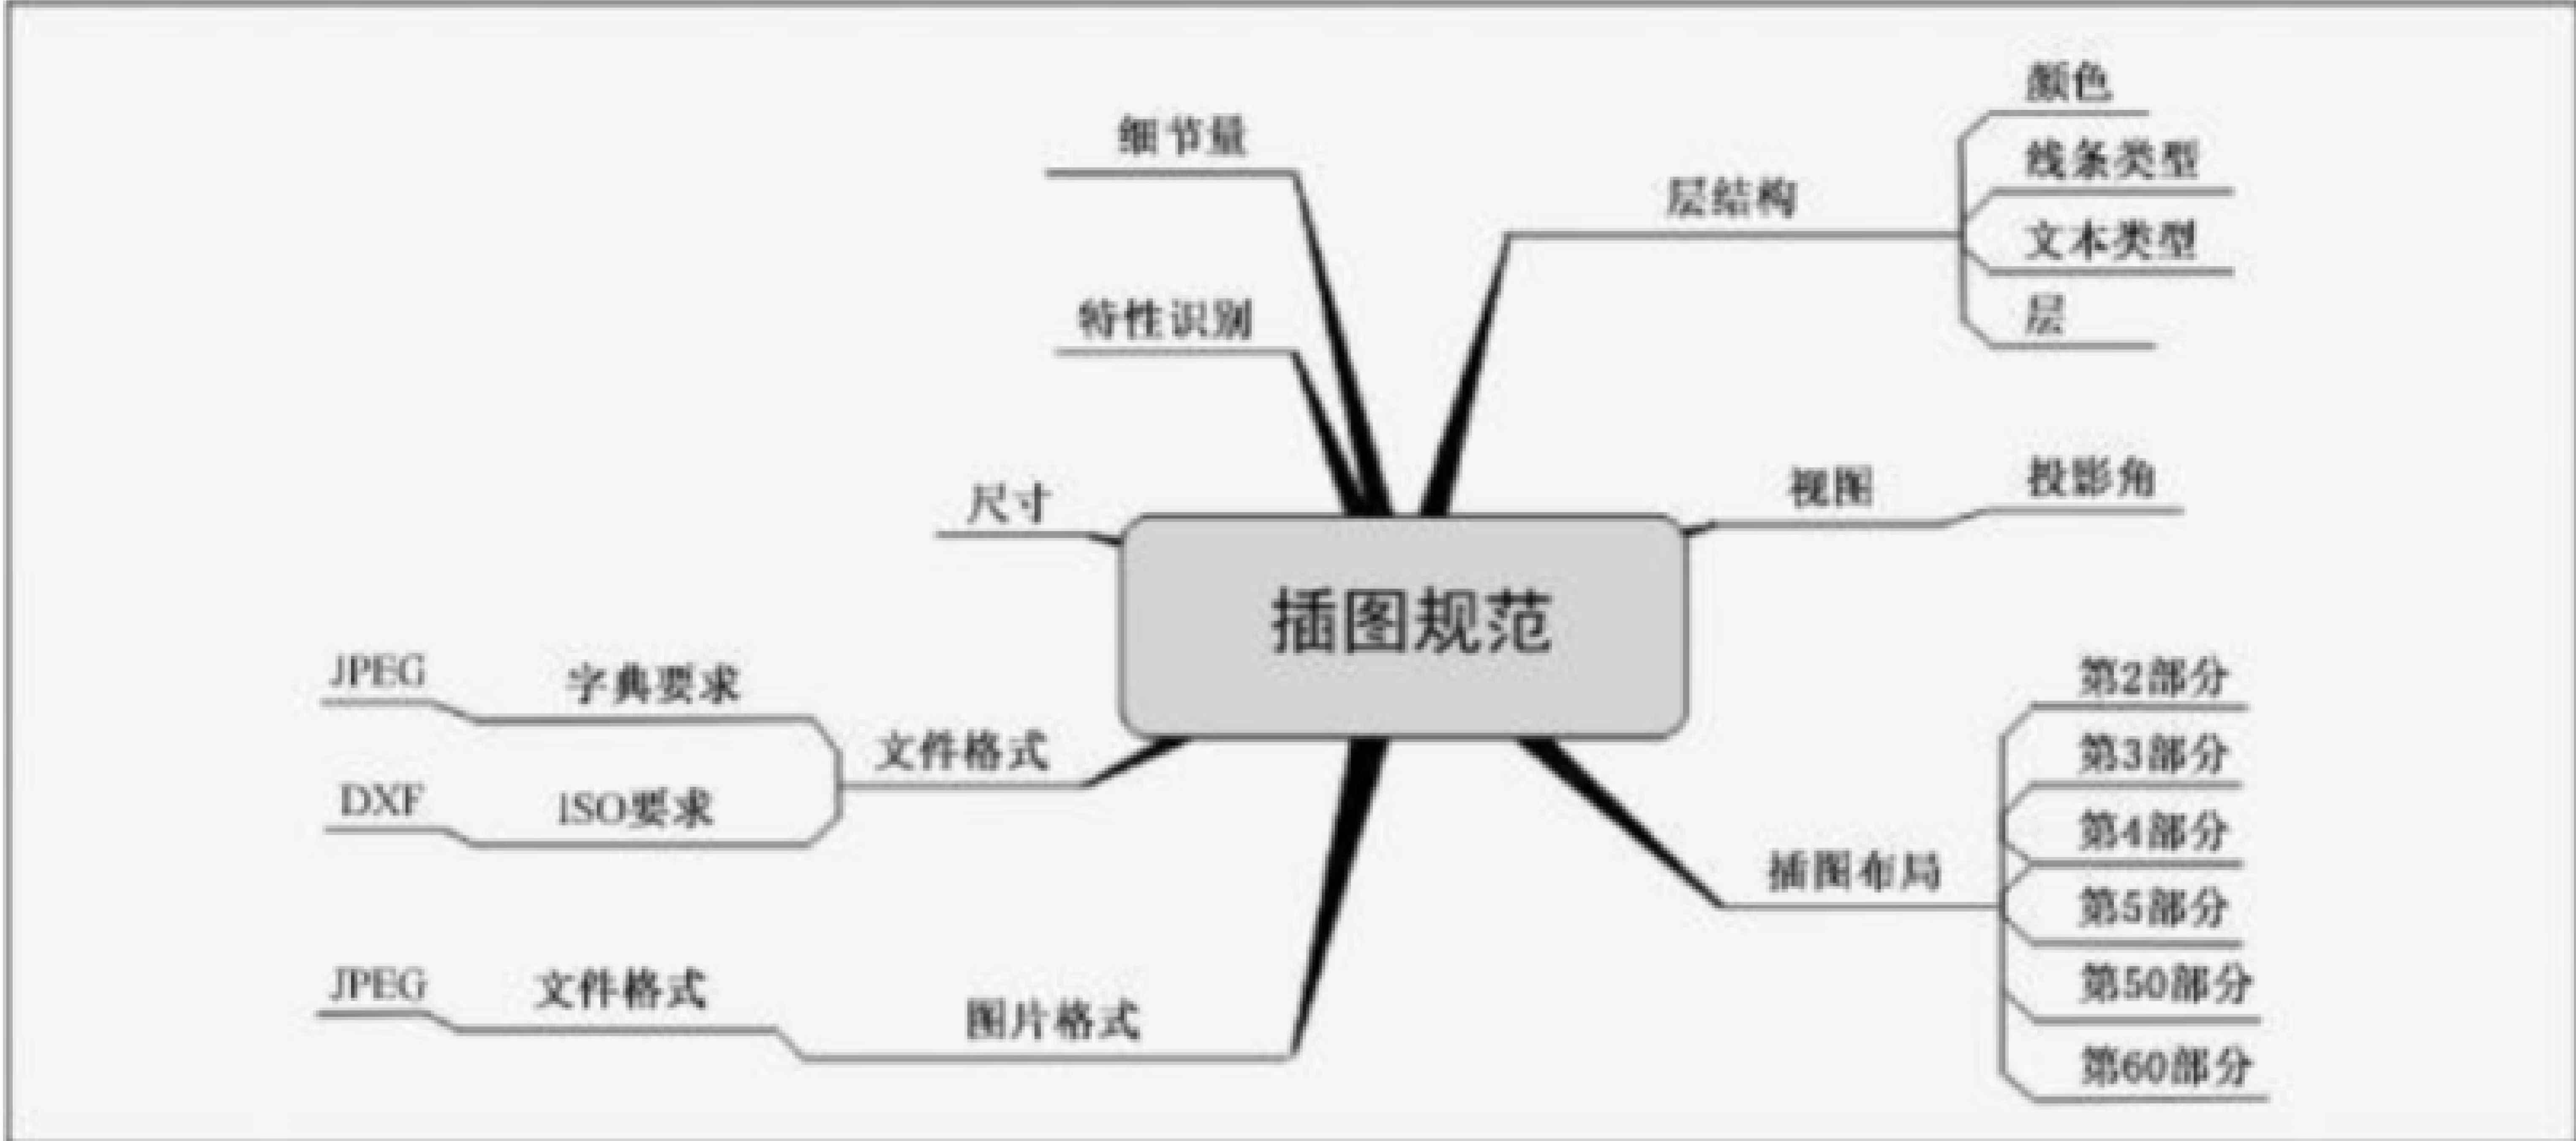 颜色
细节量
线条类型
层结构
文本类型
特性识别
层
尺寸
视图
投影角
插图规范
JPEG
字典要求
第2部分
文件格式
第3部分
DXF
ISO要求
第4部分
插图布局
第5部分
JPEG
文件格式
第50部分
图片格式
第60部分